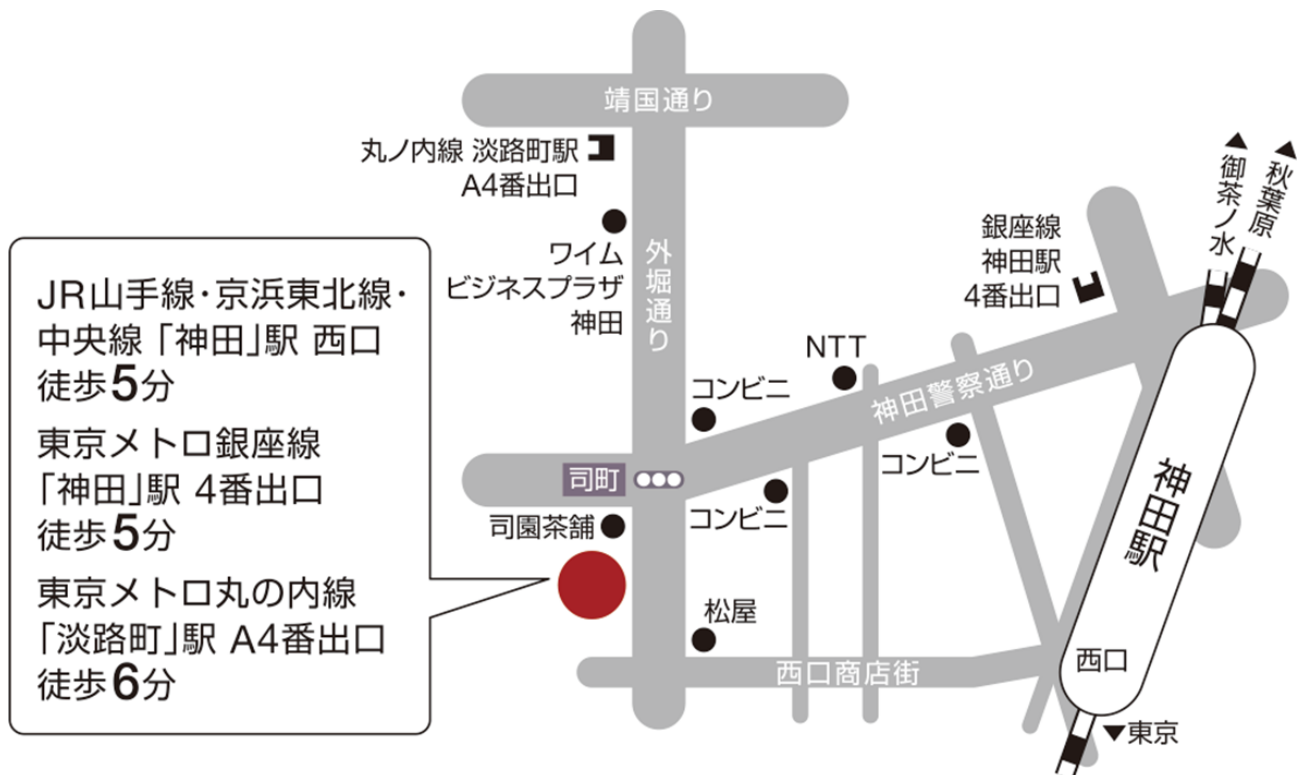 靖国通り
丸ノ内線 淡路町駅
A4番出口
ワイム
ビジネスプラザ
神田
外堀通り
御茶ノ水
秋葉原
銀座線
神田駅
4番出口
NTT
コンビニ
神田警察通り
コンビニ
司町
コンビニ
司園茶舗
松屋
西口商店街
神田駅
西口
東京
JR山手線・京浜東北線・
中央線「神田」駅 西口
徒歩5分
東京メトロ銀座線
「神田」駅 4番出口
徒歩5分
東京メトロ丸の内線
「淡路町」駅 A4番出口
徒歩6分